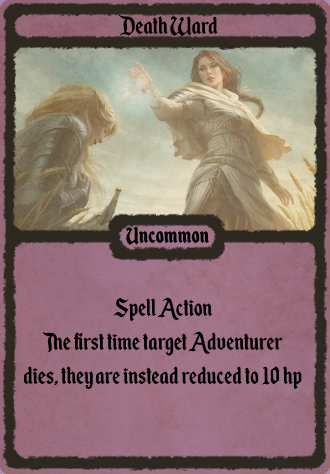 Death Ward
Uncommon
Spell Action
The first time target Adventurer
dies, they are instead reduced to 10 hp